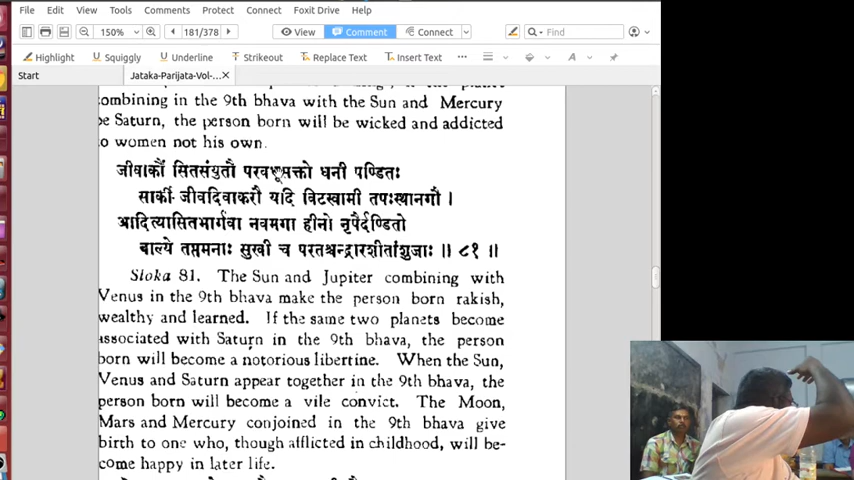 File Edit View Tools Comments Protect Connect Foxit Drive Help
150% 181/378 View Comment Connect Find
Highlight Squiggly Underline Strikeout Replace Text Insert Text
Start Jataka-Parijata-Vol-...
ombining in the 9th bhava with the Sun and Mercury
be Saturn, the person born will be wicked and addicted
o women not his own.
जीवार्कौ सितसंयुतौ परवधूसक्तो धनी पण्डितः
सार्की जीवदिवाकरौ यदि विटस्वामी तपःस्थानगौ ।
आदित्यासितभार्गवा नवमगा हीनो नृपैर्दण्डितो
बाल्ये तप्तमनाः सुखी च परतश्चन्द्रारशीतांशुजाः ॥ ८१ ॥
Sloka 81. The Sun and Jupiter combining with
Venus in the 9th bhava make the person born rakish,
wealthy and learned. If the same two planets become
associated with Saturn in the 9th bhava, the person
born will become a notorious libertine. When the Sun,
Venus and Saturn appear together in the 9th bhava, the
person born will become a vile convict. The Moon,
Mars and Mercury conjoined in the 9th bhava give
birth to one who, though afflicted in childhood, will be-
come happy in later life.